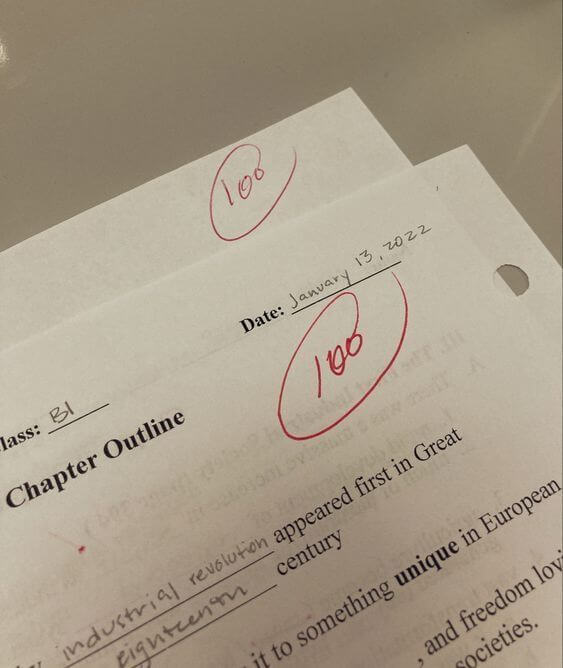 100
Date: January 13, 2022
100
lass: B1
Chapter Outline
industrial revolution appeared first in Great
century
it to something unique in European
, and freedom lovi
societies.